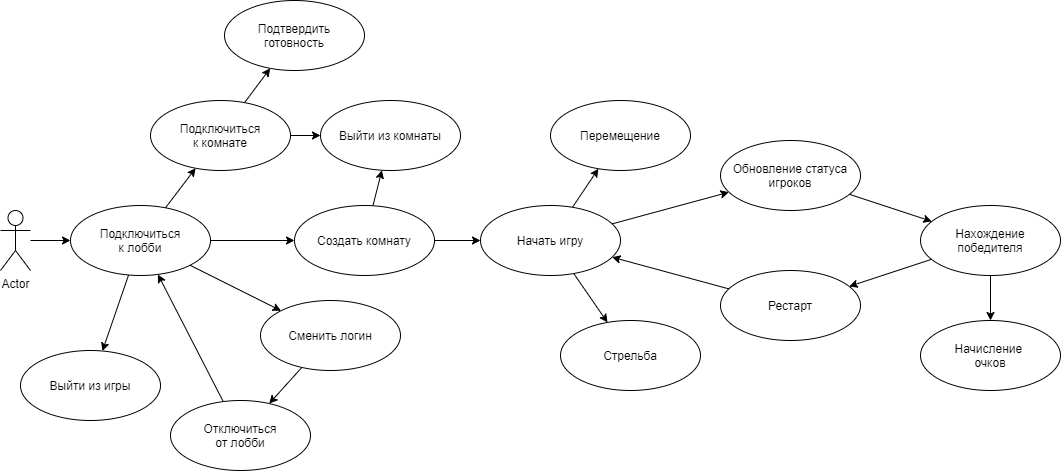 Подтвердить
готовность
Подключиться
к комнате
Выйти из комнаты
Перемещение
Обновление статуса
игроков
Actor
Подключиться
к лобби
Создать комнату
Начать игру
Нахождение
победителя
Рестарт
Сменить логин
Стрельба
Начисление
очков
Выйти из игры
Отключиться
от лобби